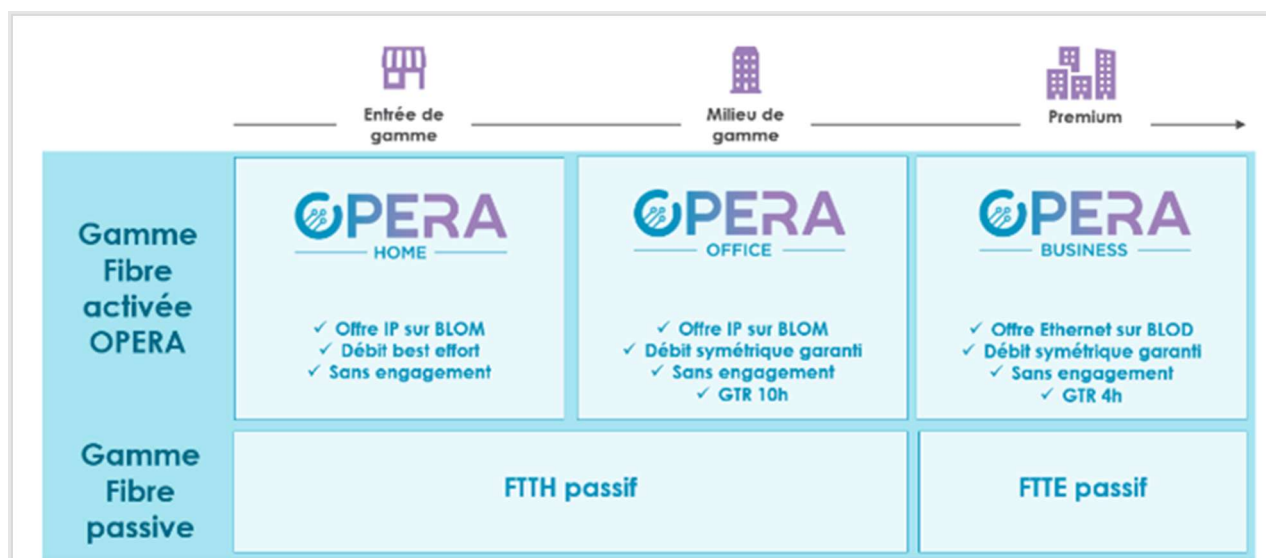 Entrée de
gamme
Milieu de
gamme
Premium
Gamme
Fibre
activée
OPERA
OPERA
HOME
✓ Offre IP sur BLOM
✓ Débit best effort
✓ Sans engagement
OPERA
OFFICE
✓ Offre IP sur BLOM
✓ Débit symétrique garanti
✓ Sans engagement
✓ GTR 10h
OPERA
BUSINESS
✓ Offre Ethernet sur BLOD
✓ Débit symétrique garanti
✓ Sans engagement
✓ GTR 4h
Gamme
Fibre
passive
FTTH passif
FTTE passif